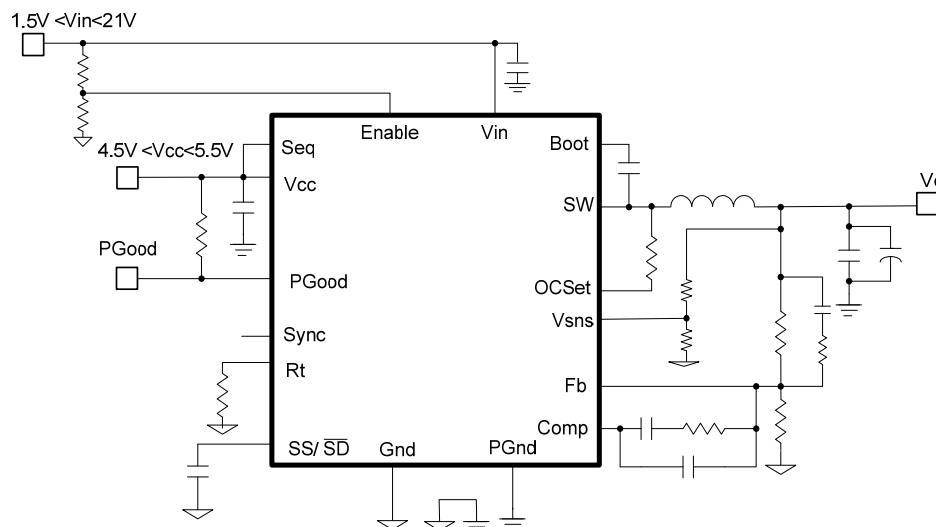 1.5V <Vin<21V
Enable
Vin
4.5V <Vcc<5.5V
Seq
Boot
Vcc
SW
PGood
PGood
OCSet
Vsns
Sync
Rt
Fb
Comp
SS/ SD
Gnd
PGnd